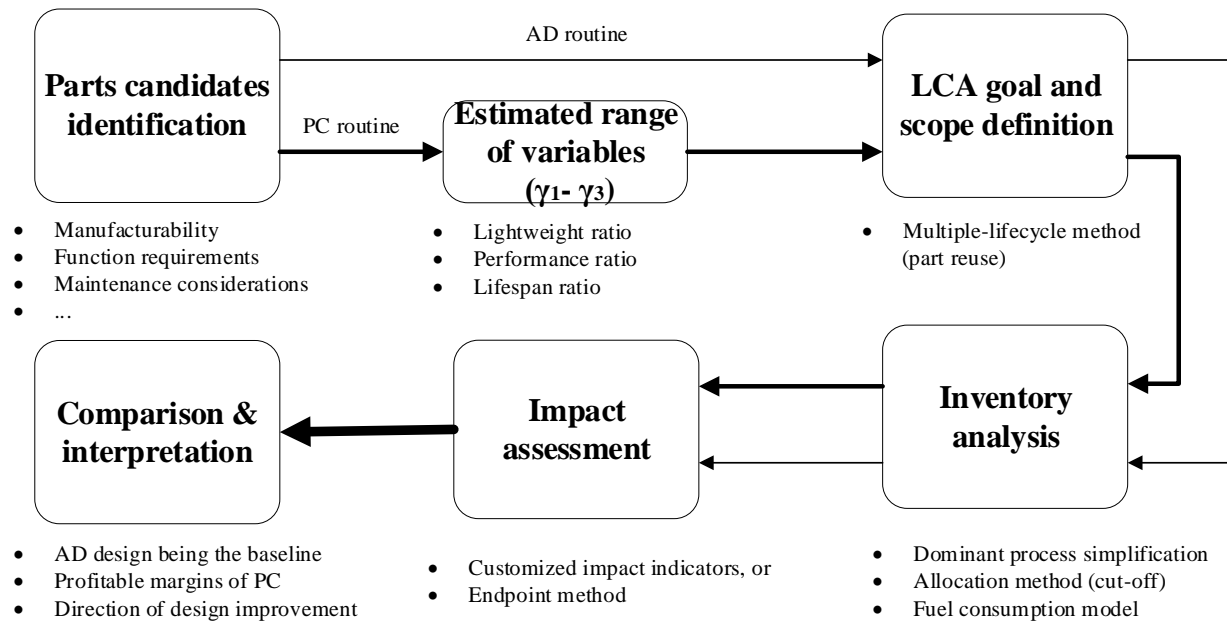 Parts candidates
identification
AD routine
PC routine
Estimated range
of variables
(γ1- γ3)
LCA goal and
scope definition
• Manufacturability
• Function requirements
• Maintenance considerations
• ...
• Lightweight ratio
• Performance ratio
• Lifespan ratio
• Multiple-lifecycle method
(part reuse)
Comparison &
interpretation
Impact
assessment
Inventory
analysis
• AD design being the baseline
• Profitable margins of PC
• Direction of design improvement
• Customized impact indicators, or
• Endpoint method
• Dominant process simplification
• Allocation method (cut-off)
• Fuel consumption model